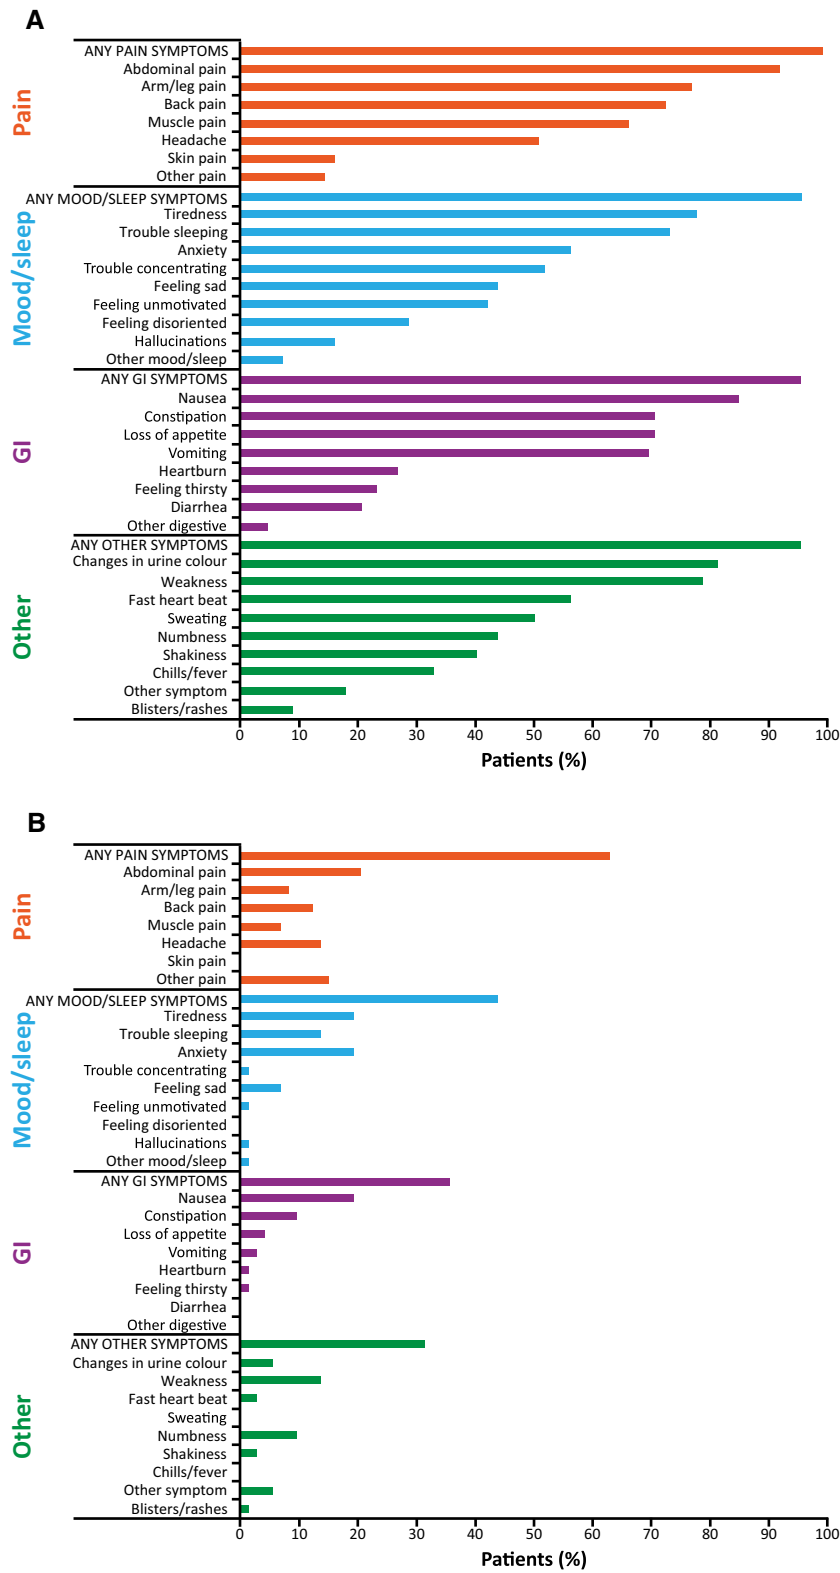 A
Pain
ANY PAIN SYMPTOMS
Abdominal pain
Arm/leg pain
Back pain
Muscle pain
Headache
Skin pain
Other pain
Mood/sleep
ANY MOOD/SLEEP SYMPTOMS
Tiredness
Trouble sleeping
Anxiety
Trouble concentrating
Feeling sad
Feeling unmotivated
Feeling disoriented
Hallucinations
Other mood/sleep
GI
ANY GI SYMPTOMS
Nausea
Constipation
Loss of appetite
Vomiting
Heartburn
Feeling thirsty
Diarrhea
Other digestive
Other
ANY OTHER SYMPTOMS
Changes in urine colour
Weakness
Fast heart beat
Sweating
Numbness
Shakiness
Chills/fever
Other symptom
Blisters/rashes
0 10 20 30 40 50 60 70 80 90 100
Patients (%)
B
Pain
ANY PAIN SYMPTOMS
Abdominal pain
Arm/leg pain
Back pain
Muscle pain
Headache
Skin pain
Other pain
Mood/sleep
ANY MOOD/SLEEP SYMPTOMS
Tiredness
Trouble sleeping
Anxiety
Trouble concentrating
Feeling sad
Feeling unmotivated
Feeling disoriented
Hallucinations
Other mood/sleep
GI
ANY GI SYMPTOMS
Nausea
Constipation
Loss of appetite
Vomiting
Heartburn
Feeling thirsty
Diarrhea
Other digestive
Other
ANY OTHER SYMPTOMS
Changes in urine colour
Weakness
Fast heart beat
Sweating
Numbness
Shakiness
Chills/fever
Other symptom
Blisters/rashes
0 10 20 30 40 50 60 70 80 90 100
Patients (%)